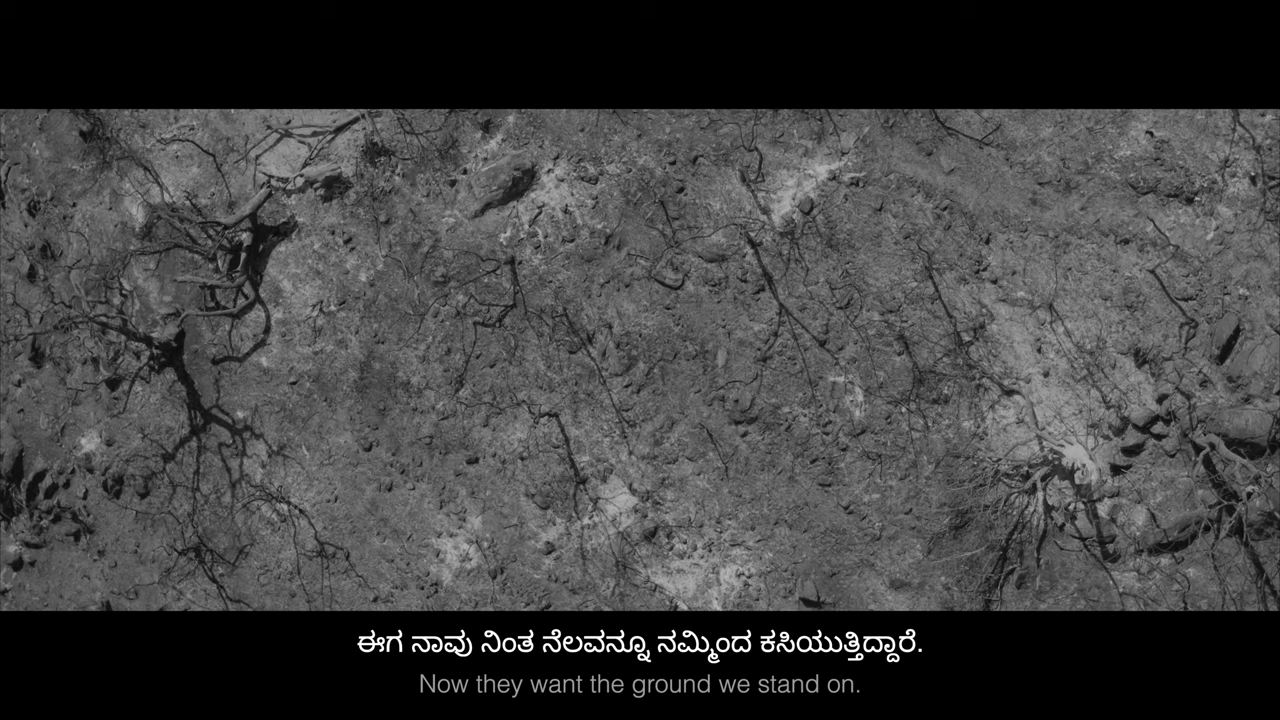 ಈಗ ನಾವು ನಿಂತ ನೆಲವನ್ನೂ ನಮ್ಮಿಂದ ಕಸಿಯುತ್ತಿದ್ದಾರೆ.
Now they want the ground we stand on.